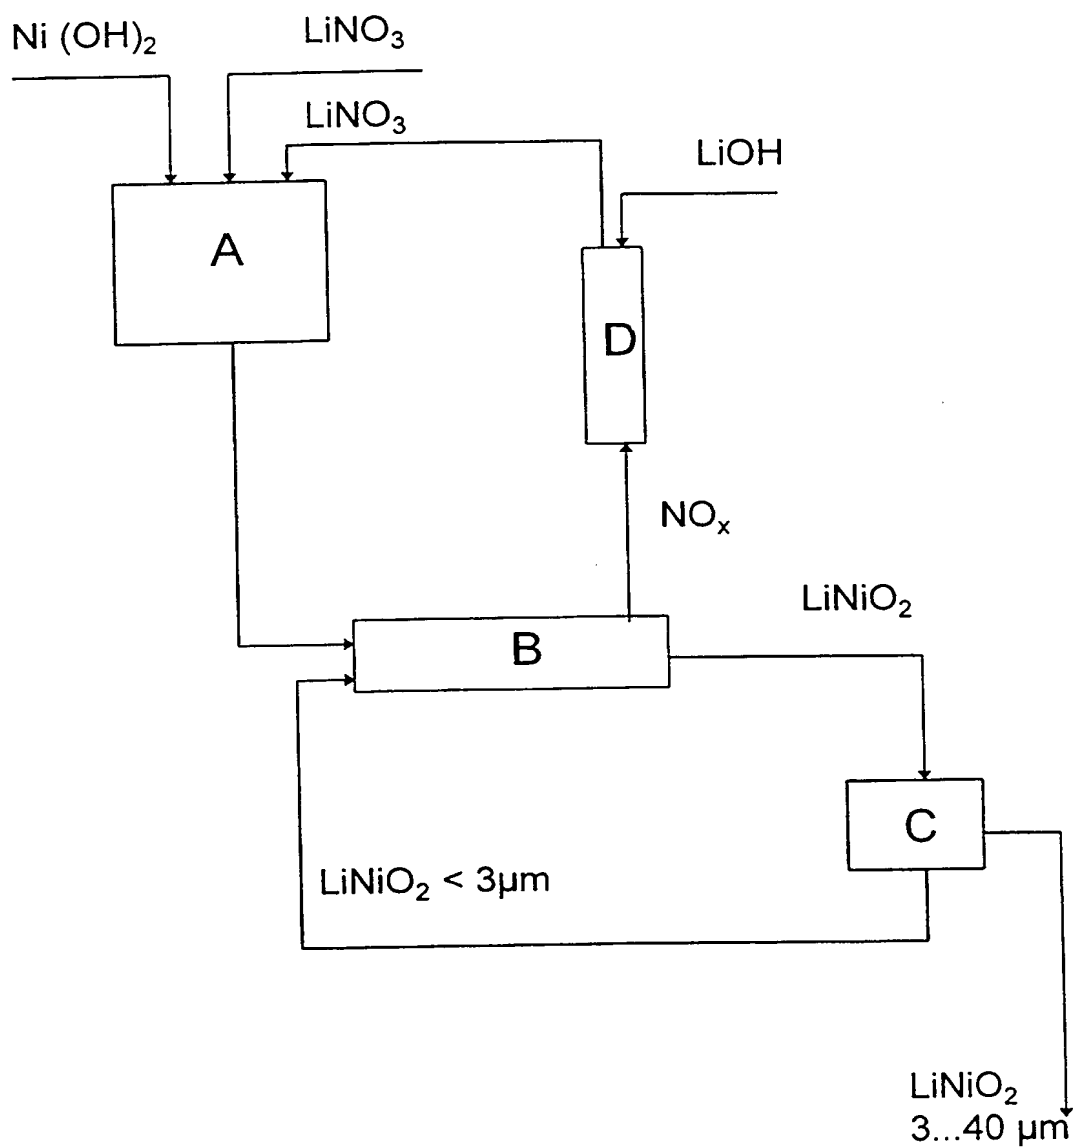 Ni (OH)₂
LiNO₃
LiNO₃
LiOH
A
D
NOₓ
LiNiO₂
B
C
LiNiO₂ < 3µm
LiNiO₂
3...40 µm